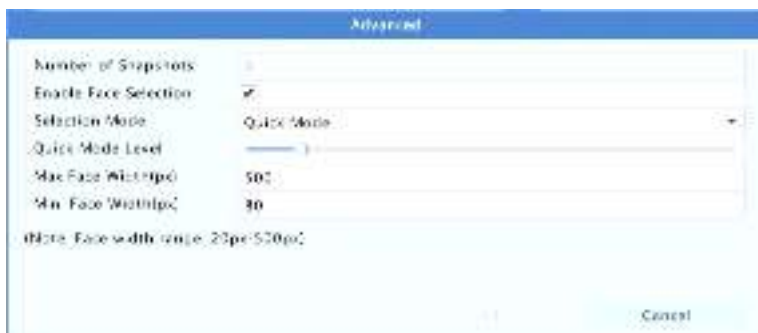 Advanced
Number of Snapshots
Enable Face Selection
Selection Mode Quick Mode
Quick Mode Level
Max Face Width(px) 500
Min. Face Width(px)
(Note: Face width range: 20px-500px)
Cancel